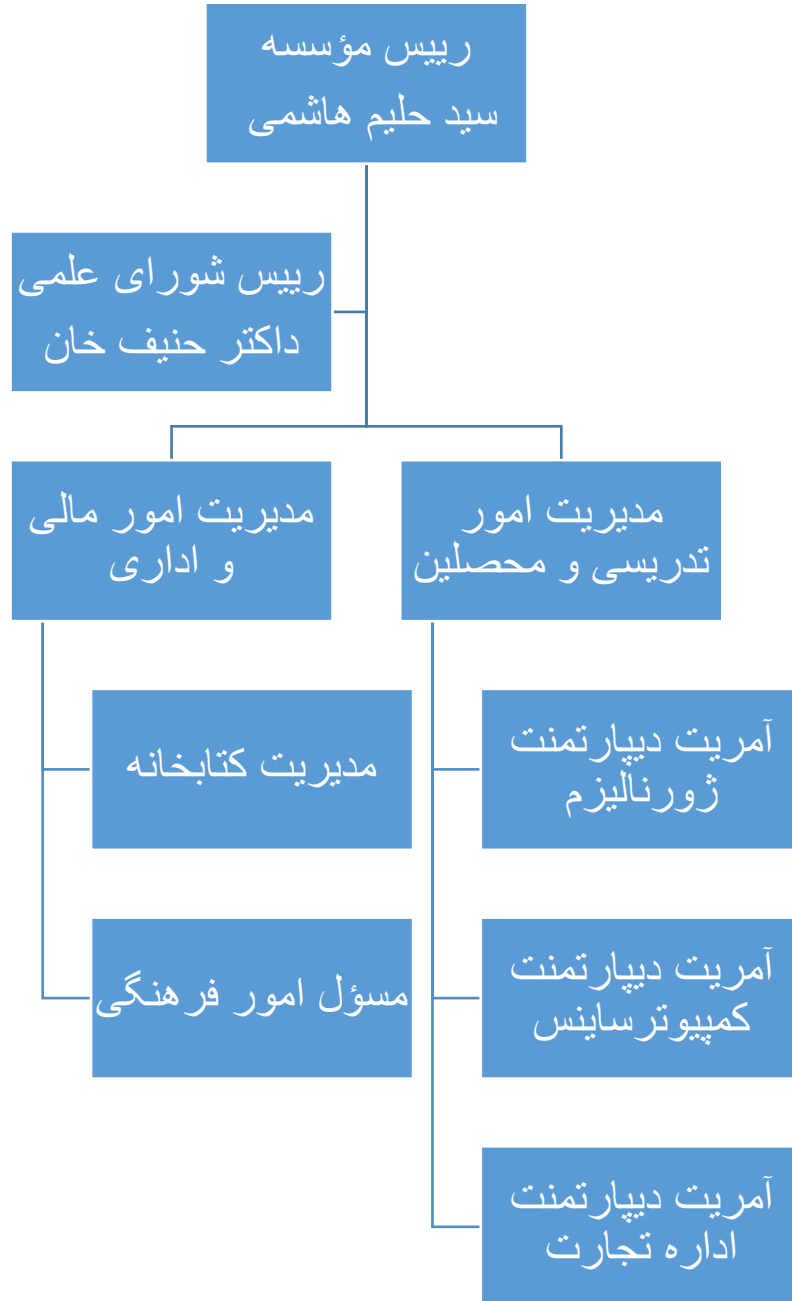 رییس مؤسسه
سید حلیم هاشمی
رییس شورای علمی
داکتر حنیف خان
مدیریت امور
تدریسی و محصلین
مدیریت امور مالی
و اداری
آمریت دیپارتمنت
ژورنالیزم
مدیریت کتابخانه
آمریت دیپارتمنت
کمپیوترساینس
مسؤل امور فرهنگی
آمریت دیپارتمنت
اداره تجارت